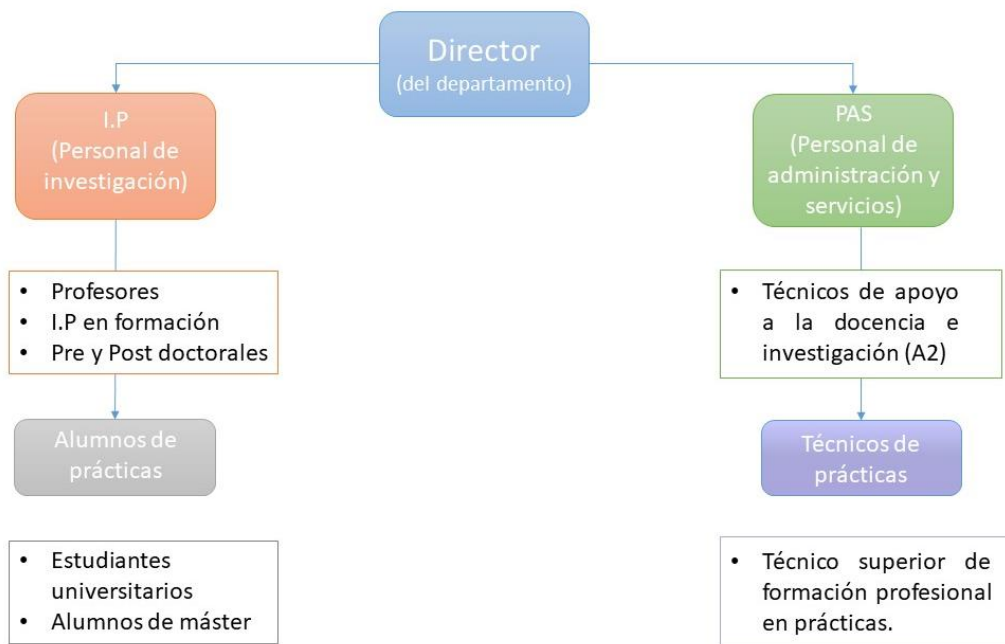 Director
(del departamento)
I.P
(Personal de
investigación)
• Profesores
• I.P en formación
• Pre y Post doctorales
Alumnos de
prácticas
• Estudiantes
universitarios
• Alumnos de máster
PAS
(Personal de
administración y
servicios)
• Técnicos de apoyo
a la docencia e
investigación (A2)
Técnicos de
prácticas
• Técnico superior de
formación profesional
en prácticas.